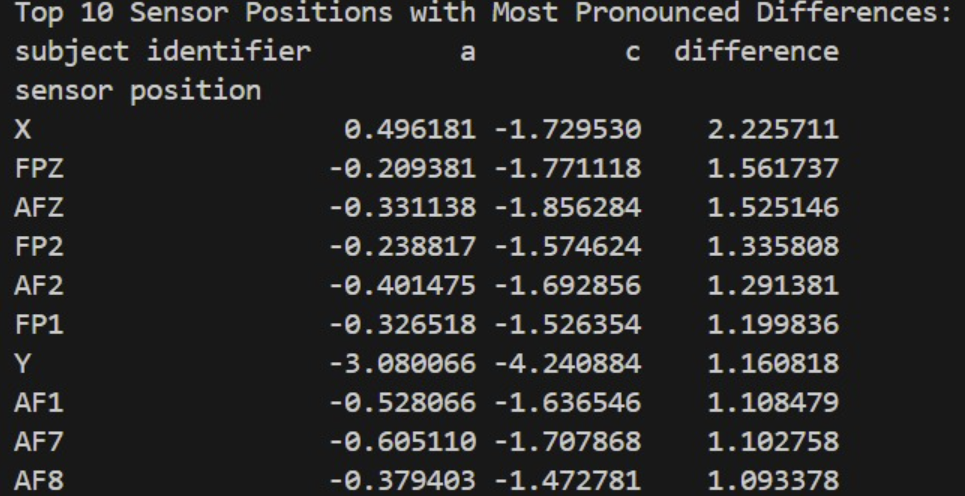 Top 10 Sensor Positions with Most Pronounced Differences:
subject identifier         a         c  difference
sensor position
X                   0.496181 -1.729530    2.225711
FPZ                -0.209381 -1.771118    1.561737
AFZ                -0.331138 -1.856284    1.525146
FP2                -0.238817 -1.574624    1.335808
AF2                -0.401475 -1.692856    1.291381
FP1                -0.326518 -1.526354    1.199836
Y                  -3.080066 -4.240884    1.160818
AF1                -0.528066 -1.636546    1.108479
AF7                -0.605110 -1.707868    1.102758
AF8                -0.379403 -1.472781    1.093378